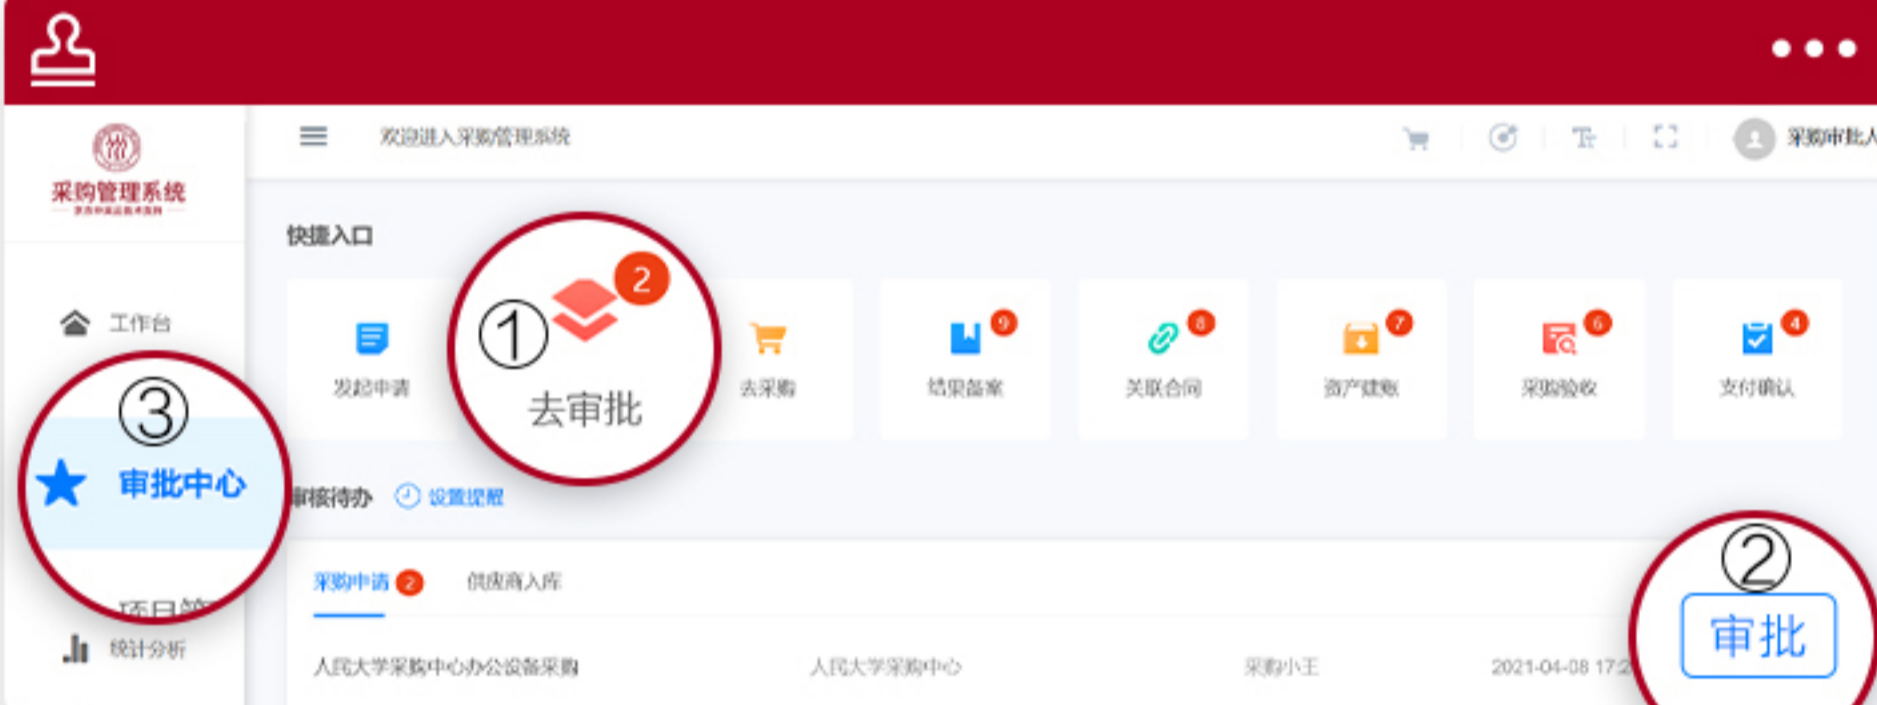 采购管理系统
欢迎进入采购管理系统
采购审批人
快捷入口
工作台
③
审批中心
统计分析
发起申请
①
2
去审批
去采购
9
结果备案
8
关联合同
7
资产建账
6
采购验收
4
支付确认
审核待办
设置提醒
采购申请 2
供应商入库
②
审批
人民大学采购中心办公设备采购
人民大学采购中心
采购小王
2021-04-08 17:2